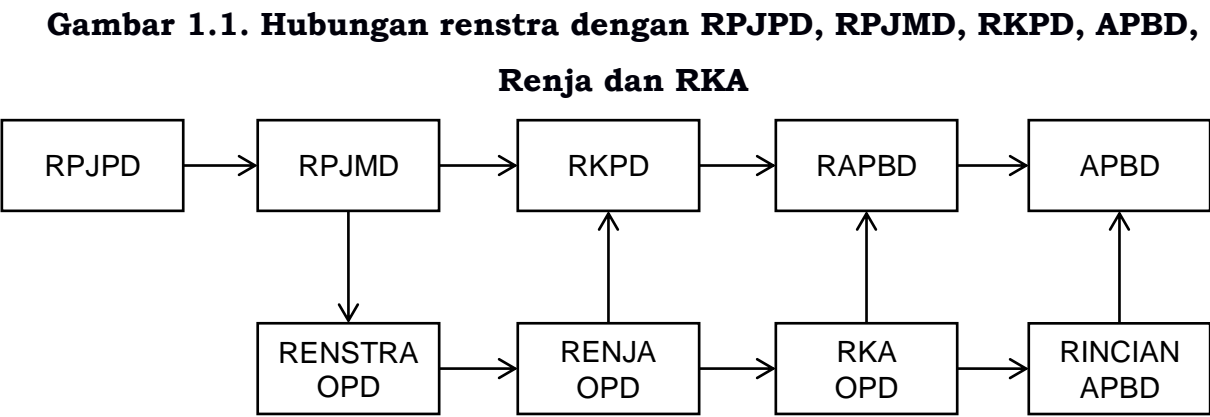 Gambar 1.1. Hubungan renstra dengan RPJPD, RPJMD, RKPD, APBD,
Renja dan RKA
RPJPD
RPJMD
RKPD
RAPBD
APBD
RENSTRA
OPD
RENJA
OPD
RKA
OPD
RINCIAN
APBD